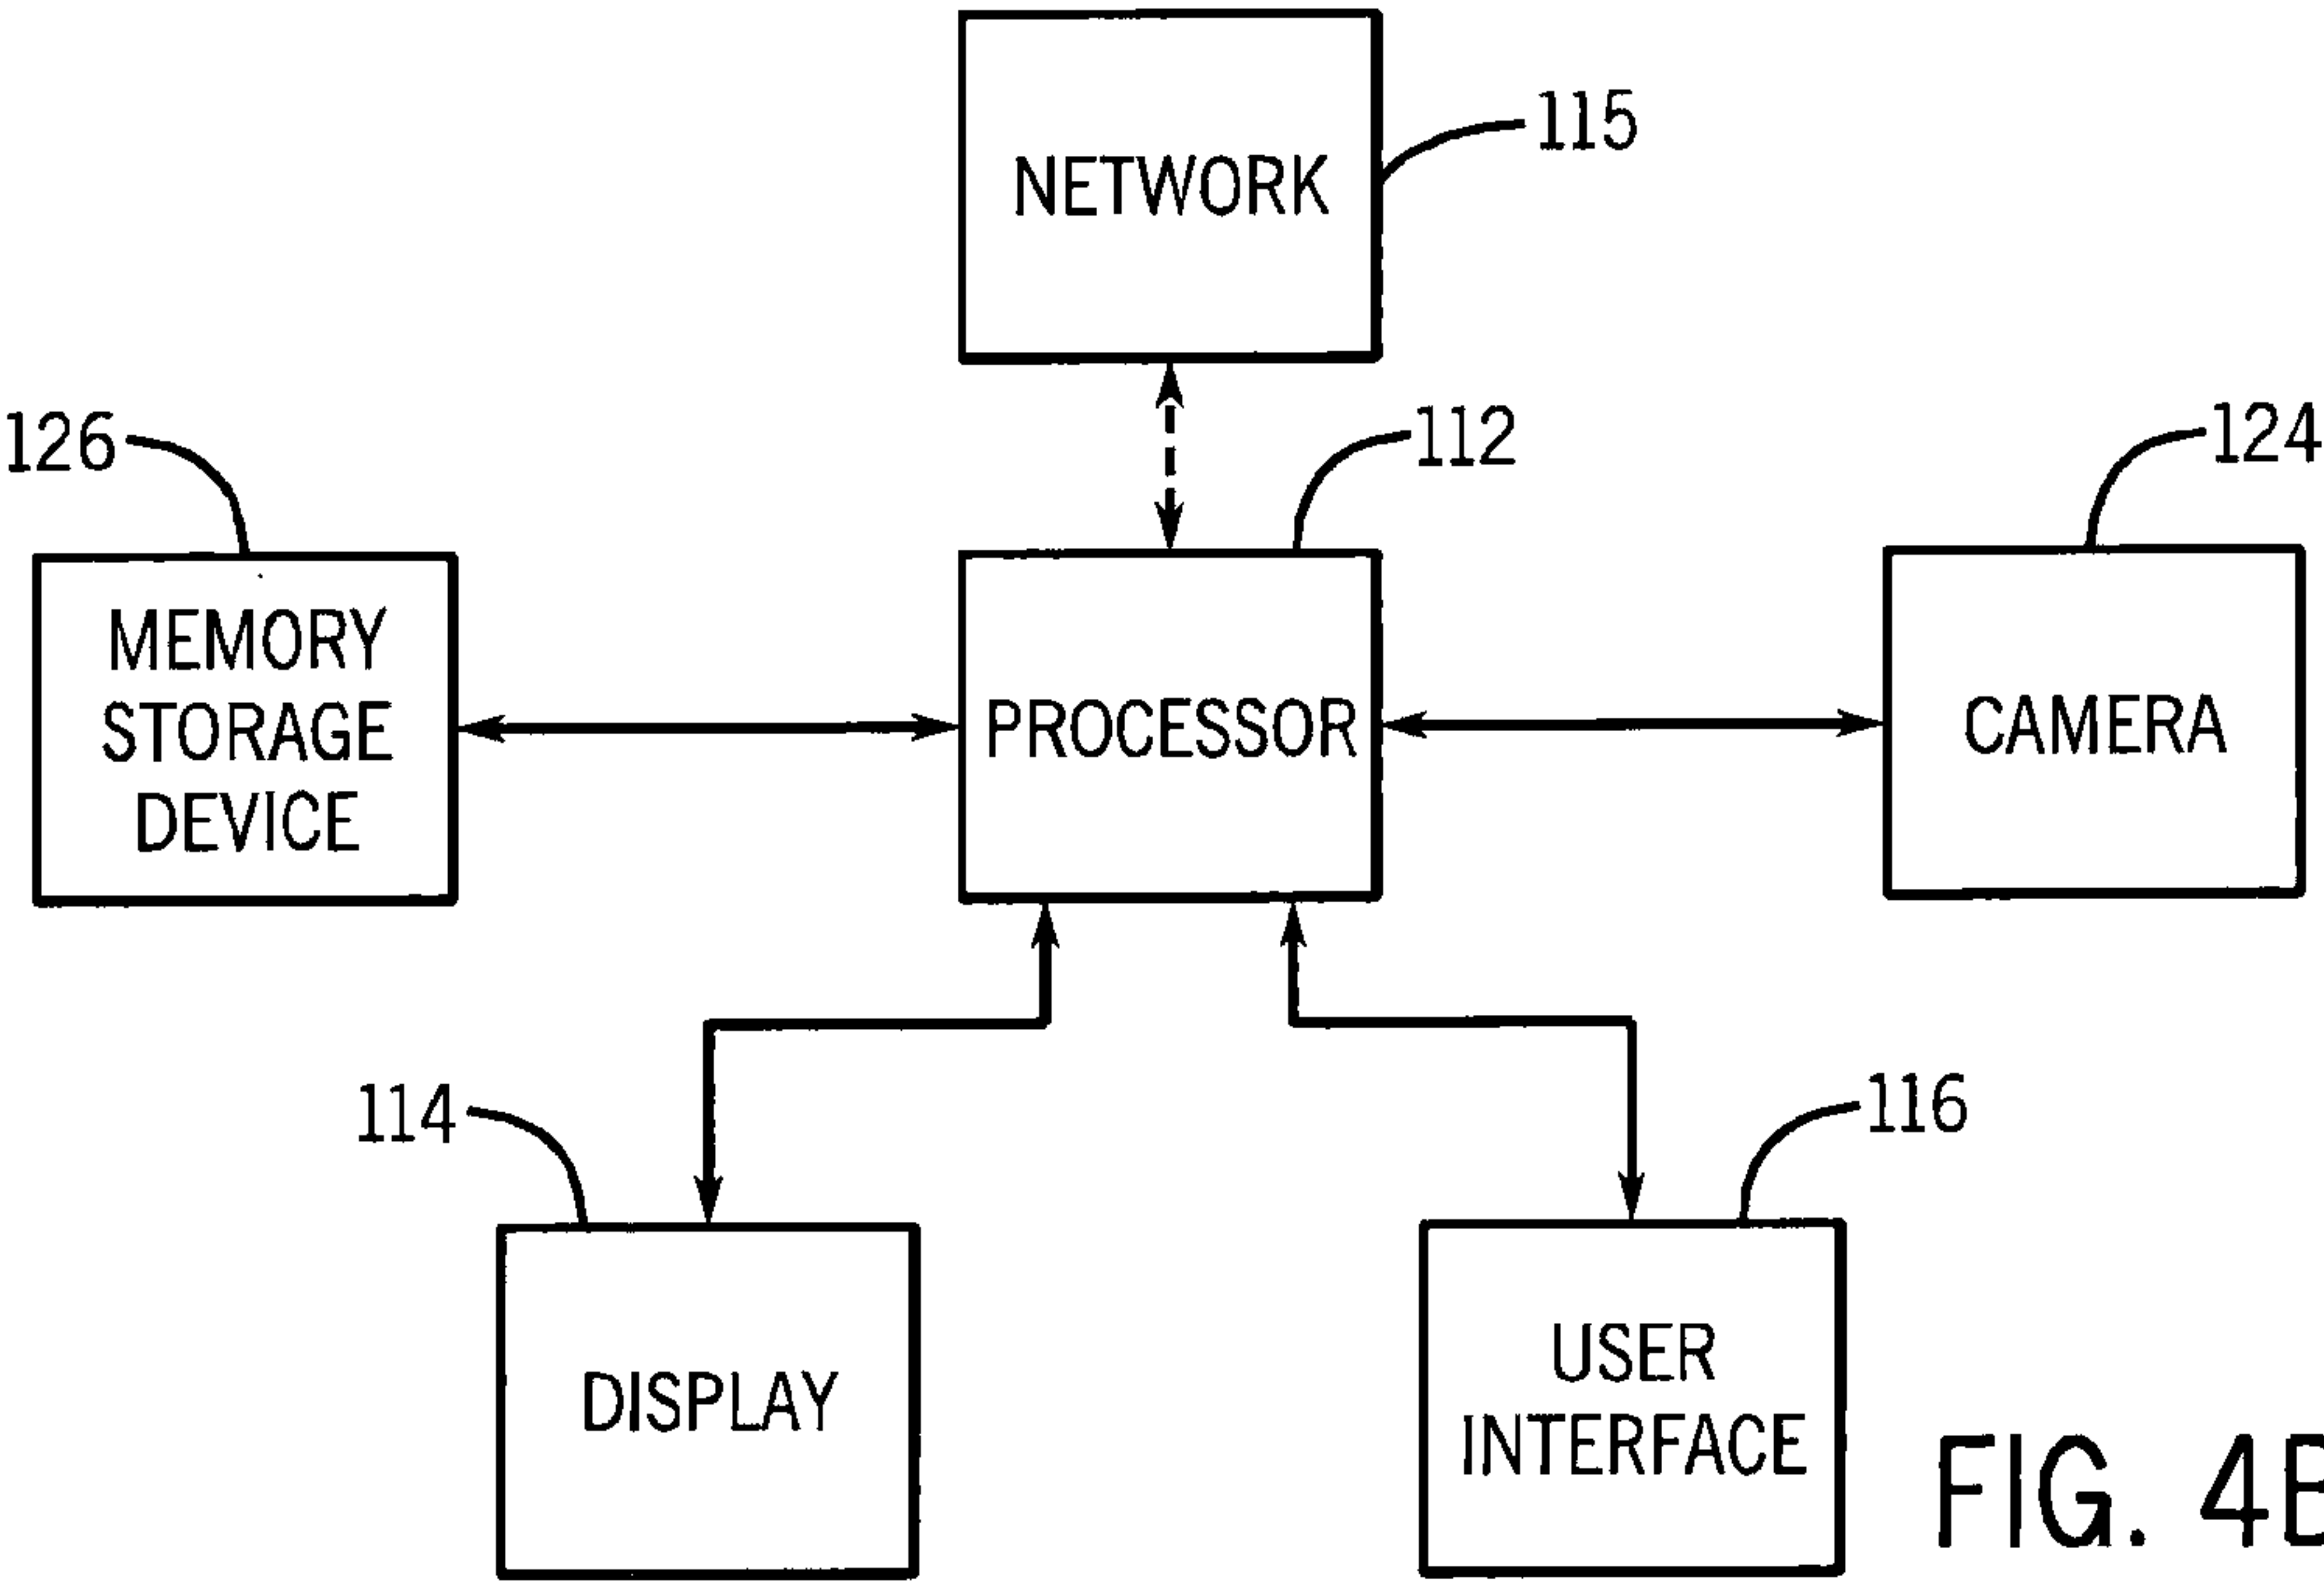 115
NETWORK
126
112
124
MEMORY
STORAGE
DEVICE
PROCESSOR
CAMERA
114
116
DISPLAY
USER
INTERFACE
FIG. 4B